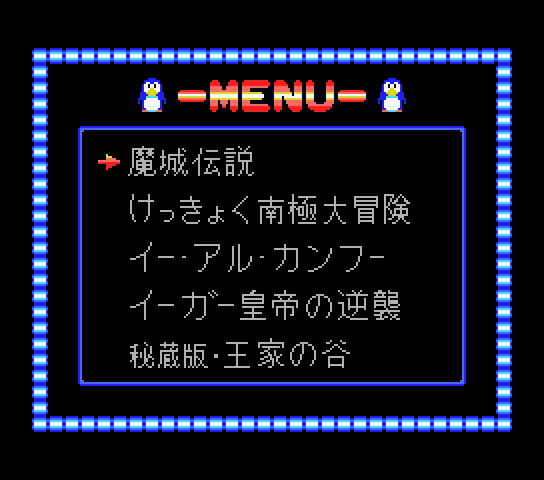 -MENU-
魔城伝説
けっきょく南極大冒険
イー・アル・カンフー
イーガー皇帝の逆襲
秘蔵版・王家の谷